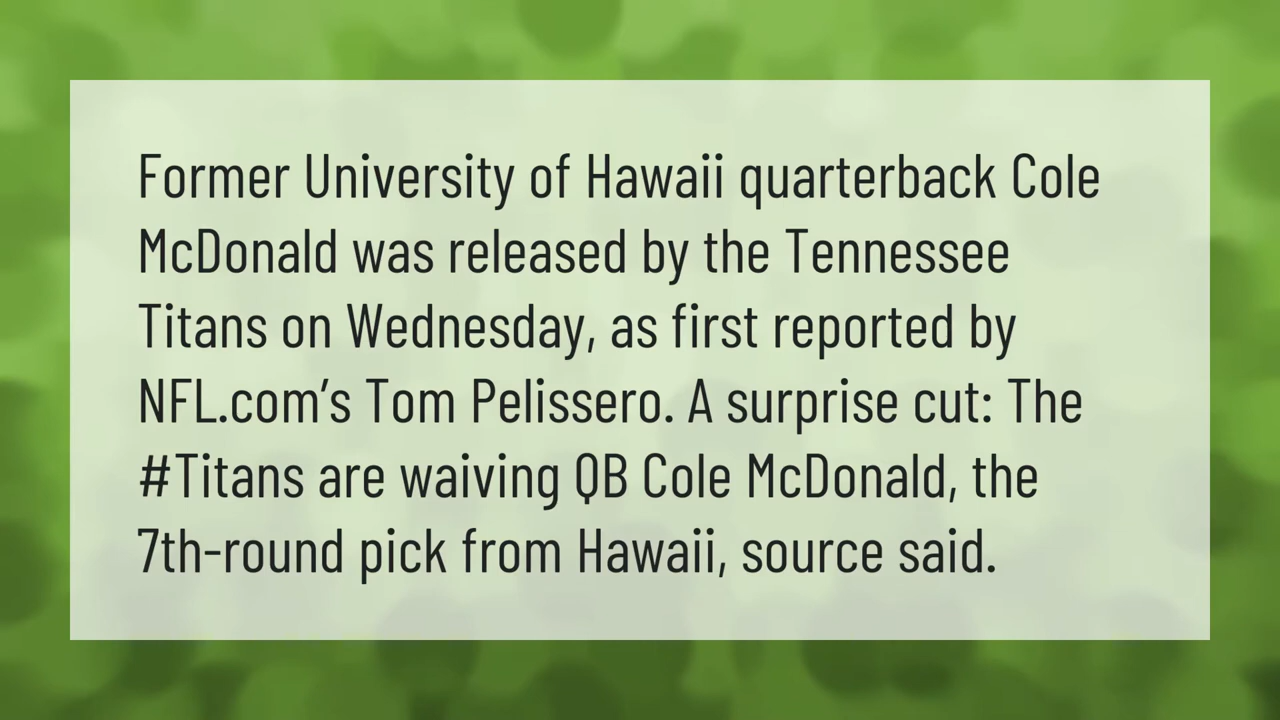 Former University of Hawaii quarterback Cole
McDonald was released by the Tennessee
Titans on Wednesday, as first reported by
NFL.com’s Tom Pelissero. A surprise cut: The
#Titans are waiving QB Cole McDonald, the
7th-round pick from Hawaii, source said.